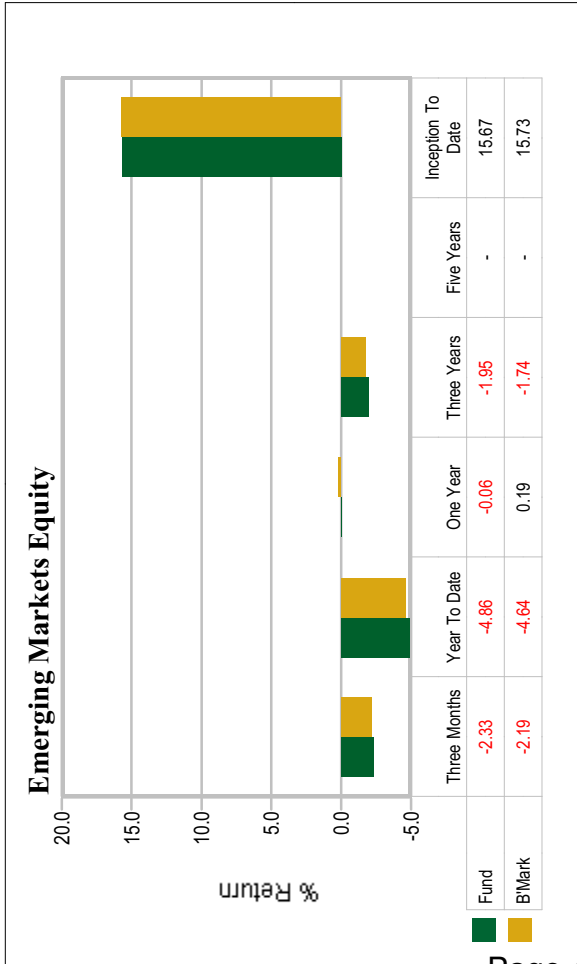 Emerging Markets Equity
20.0
15.0
10.0
5.0
0.0
-5.0
% Return
Three Months Year To Date One Year Three Years Five Years Inception To Date
Fund -2.33 -4.86 -0.06 -1.95 - 15.67
B'Mark -2.19 -4.64 0.19 -1.74 - 15.73